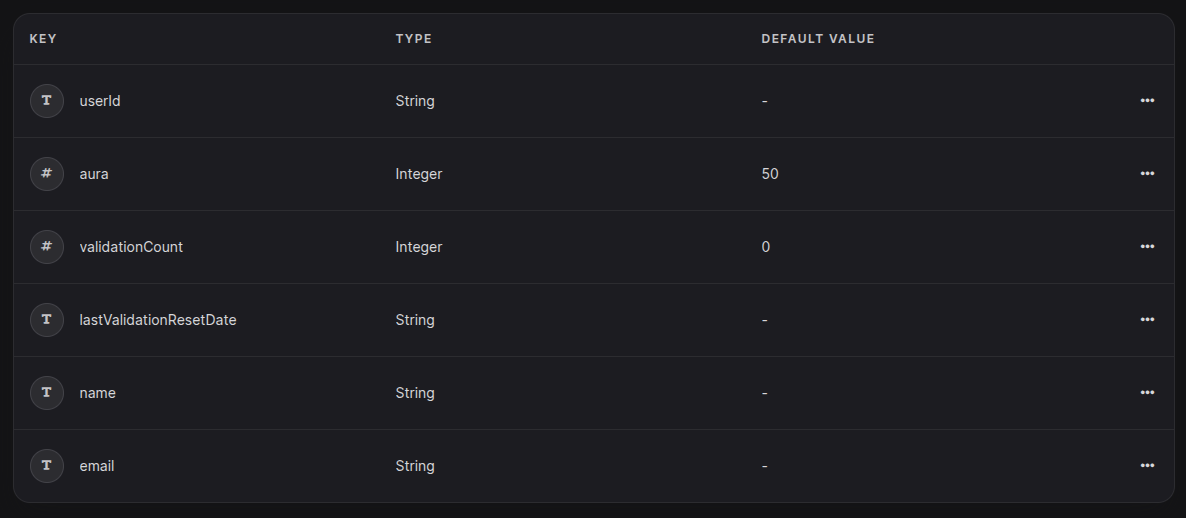 KEY TYPE DEFAULT VALUE
T userId String - •••
# aura Integer 50 •••
# validationCount Integer 0 •••
T lastValidationResetDate String - •••
T name String - •••
T email String - •••